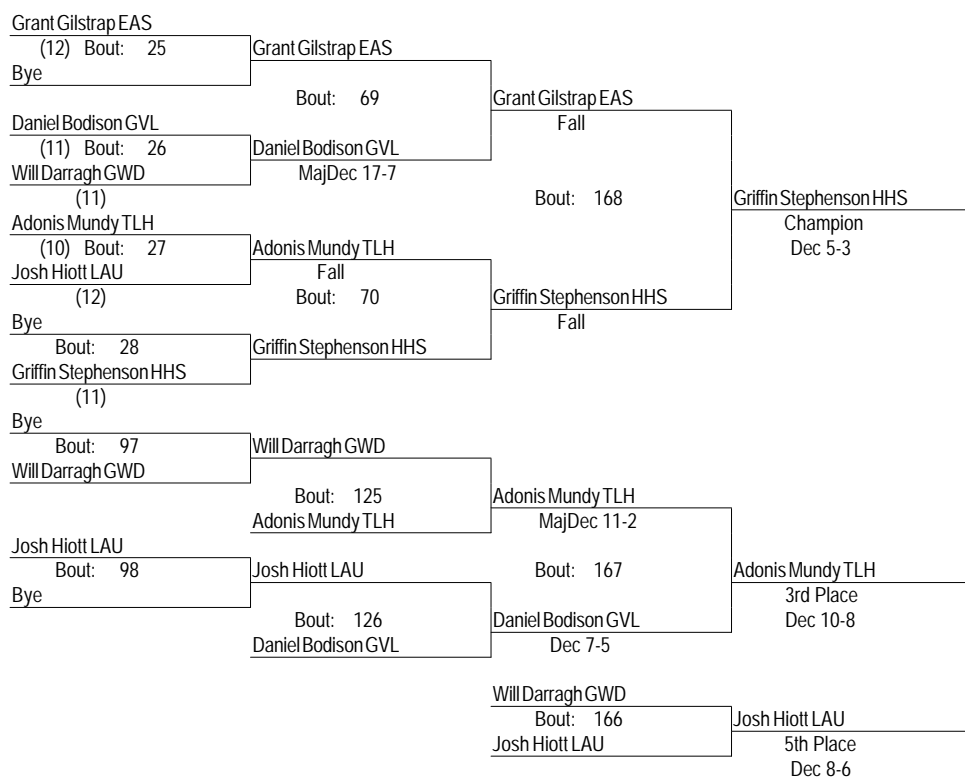 Grant Gilstrap EAS
(12) Bout: 25
Grant Gilstrap EAS
Bye
Bout: 69
Grant Gilstrap EAS
Fall
Daniel Bodison GVL
(11) Bout: 26
Daniel Bodison GVL
Will Darragh GWD
MajDec 17-7
(11)
Bout: 168
Griffin Stephenson HHS
Adonis Mundy TLH
Champion
(10) Bout: 27
Adonis Mundy TLH
Dec 5-3
Josh Hiott LAU
Fall
(12)
Bout: 70
Griffin Stephenson HHS
Bye
Fall
Bout: 28
Griffin Stephenson HHS
Griffin Stephenson HHS
(11)
Bye
Bout: 97
Will Darragh GWD
Will Darragh GWD
Bout: 125
Adonis Mundy TLH
Adonis Mundy TLH
MajDec 11-2
Josh Hiott LAU
Bout: 98
Josh Hiott LAU
Bout: 167
Adonis Mundy TLH
Bye
3rd Place
Bout: 126
Daniel Bodison GVL
Dec 10-8
Daniel Bodison GVL
Dec 7-5
Will Darragh GWD
Bout: 166
Josh Hiott LAU
Josh Hiott LAU
5th Place
Dec 8-6